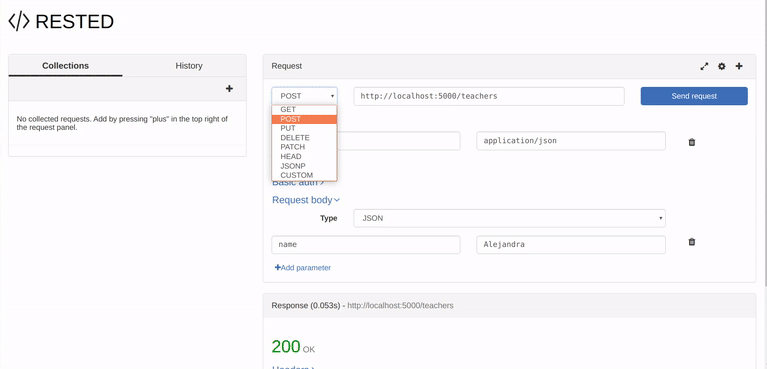 </> RESTED
Collections
History
No collected requests. Add by pressing "plus" in the top right of
the request panel.
Request
POST
http://localhost:5000/teachers
Send request
GET
POST
PUT
DELETE
PATCH
HEAD
JSONP
CUSTOM
application/json
Basic auth
Request body
Type
JSON
name
Alejandra
Add parameter
Response (0.053s) - http://localhost:5000/teachers
200 OK
Headers